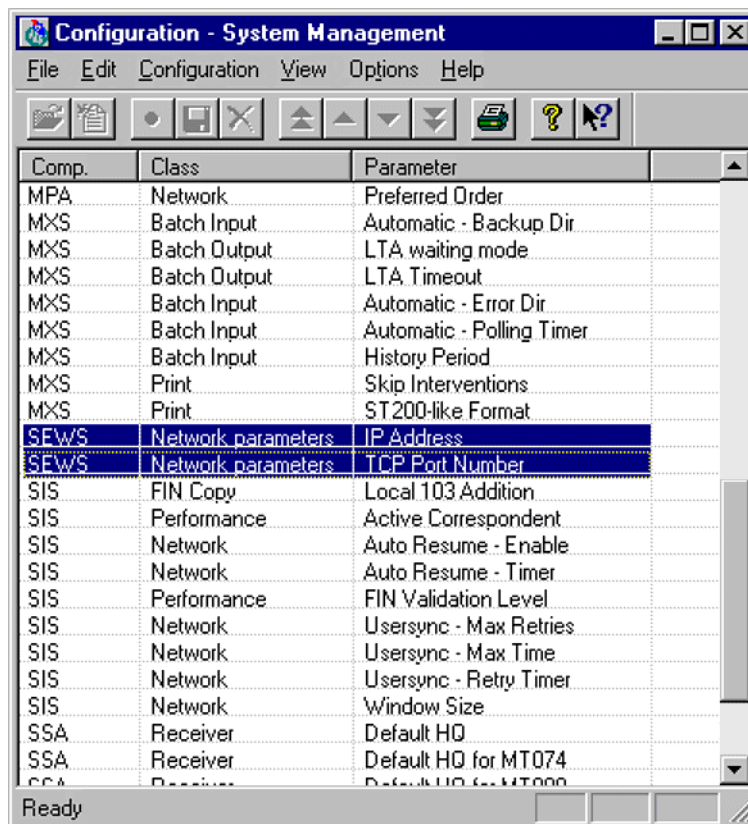 Configuration - System Management
File Edit Configuration View Options Help
Comp. Class Parameter
MPA Network Preferred Order
MXS Batch Input Automatic - Backup Dir
MXS Batch Output LTA waiting mode
MXS Batch Output LTA Timeout
MXS Batch Input Automatic - Error Dir
MXS Batch Input Automatic - Polling Timer
MXS Batch Input History Period
MXS Print Skip Interventions
MXS Print ST200-like Format
SEWS Network parameters IP Address
SEWS Network parameters TCP Port Number
SIS FIN Copy Local 103 Addition
SIS Performance Active Correspondent
SIS Network Auto Resume - Enable
SIS Network Auto Resume - Timer
SIS Performance FIN Validation Level
SIS Network Usersync - Max Retries
SIS Network Usersync - Max Time
SIS Network Usersync - Retry Timer
SIS Network Window Size
SSA Receiver Default HQ
SSA Receiver Default HQ for MT074
SSA Receiver Default HQ for
Ready